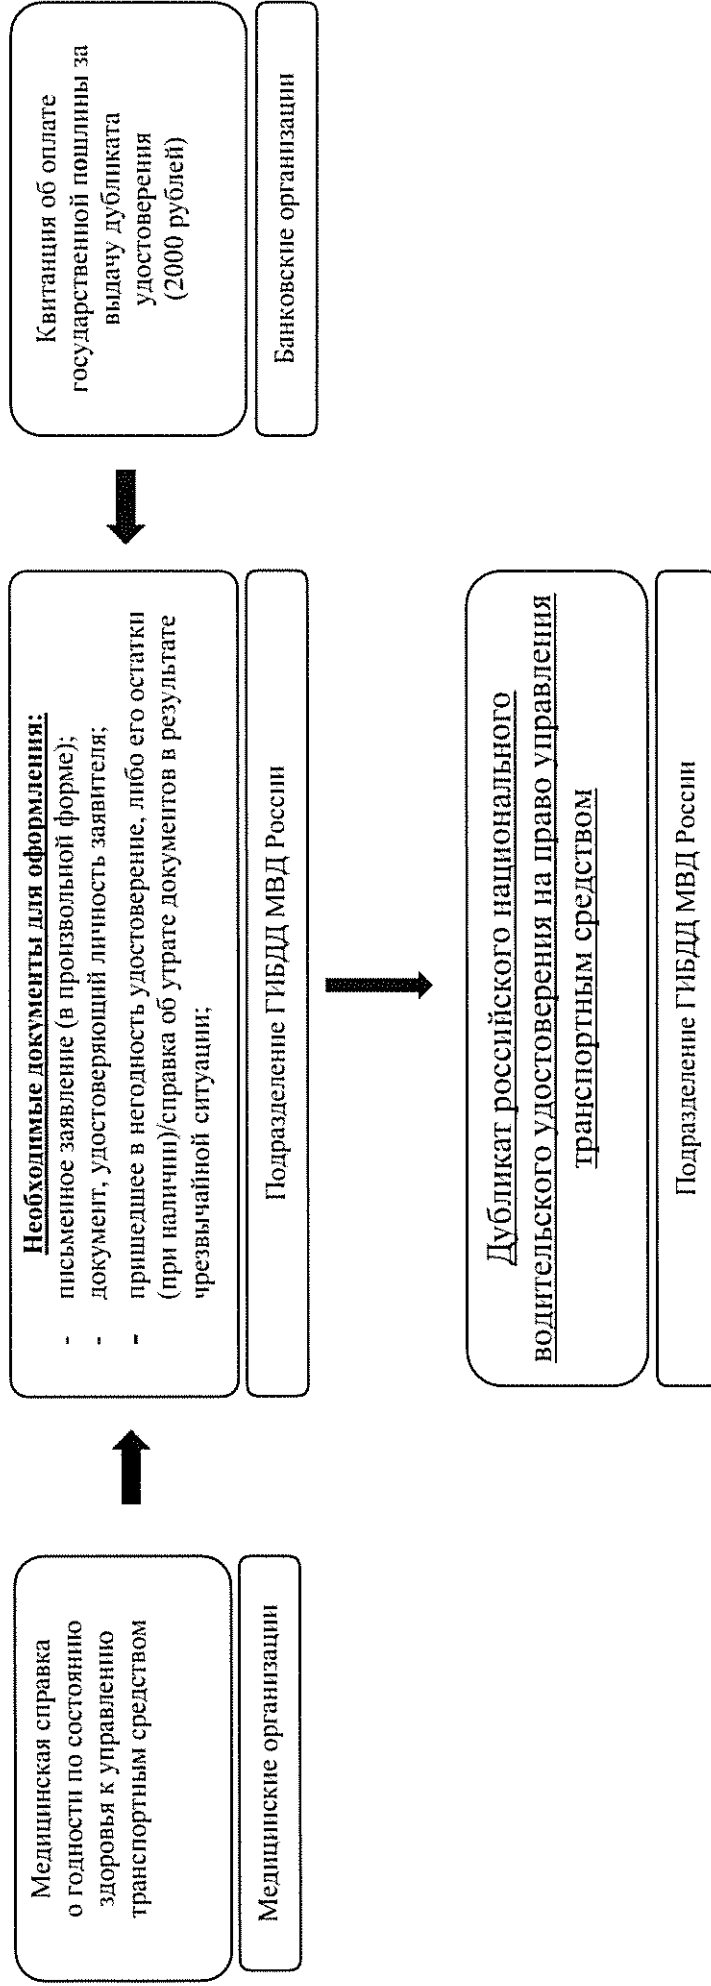 Медицинская справка
о годности по состоянию
здоровья к управлению
транспортным средством
Медицинские организации
Необходимые документы для оформления:
- письменное заявление (в произвольной форме);
- документ, удостоверяющий личность заявителя;
- пришедшее в негодность удостоверение, либо его остатки
(при наличии)/справка об утрате документов в результате
чрезвычайной ситуации;
Подразделение ГИБДД МВД России
Квитанция об оплате
государственной пошлины за
выдачу дубликата
удостоверения
(2000 рублей)
Банковские организации
Дубликат российского национального
водительского удостоверения на право управления
транспортным средством
Подразделение ГИБДД МВД России